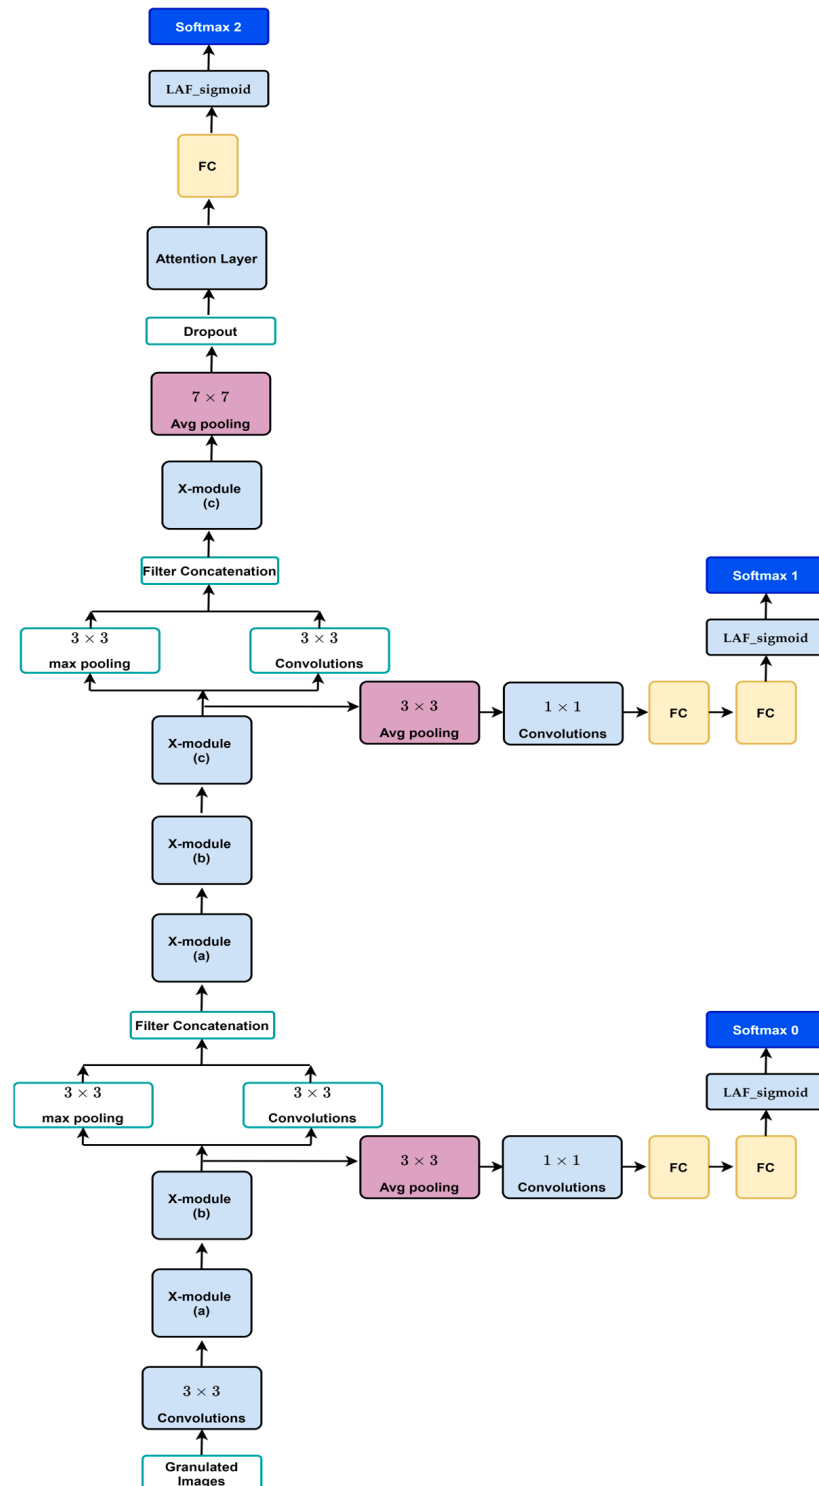 Softmax 2
LAF_sigmoid
FC
Attention Layer
Dropout
7 × 7
Avg pooling
X-module
(c)
Filter Concatenation
3 × 3
max pooling
3 × 3
Convolutions
Softmax 1
LAF_sigmoid
3 × 3
Avg pooling
1 × 1
Convolutions
FC
FC
X-module
(c)
X-module
(b)
X-module
(a)
Filter Concatenation
3 × 3
max pooling
3 × 3
Convolutions
Softmax 0
LAF_sigmoid
3 × 3
Avg pooling
1 × 1
Convolutions
FC
FC
X-module
(b)
X-module
(a)
3 × 3
Convolutions
Granulated
Images